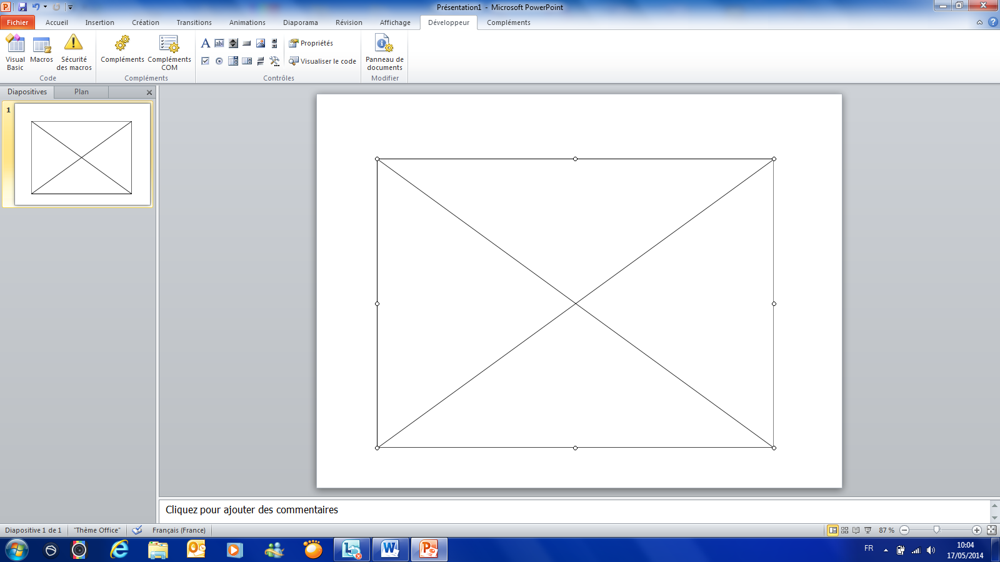 Présentation1 - Microsoft PowerPoint
Fichier Accueil Insertion Création Transitions Animations Diaporama Révision Affichage Développeur Compléments
Visual Basic
Macros
Sécurité des macros
Code
Compléments
Compléments COM
Compléments
A
abl
Propriétés
Visualiser le code
Contrôles
Panneau de documents
Modifier
Diapositives Plan
1
Cliquez pour ajouter des commentaires
Diapositive 1 de 1 "Thème Office" Français (France) 87 %
FR 10:04
17/05/2014